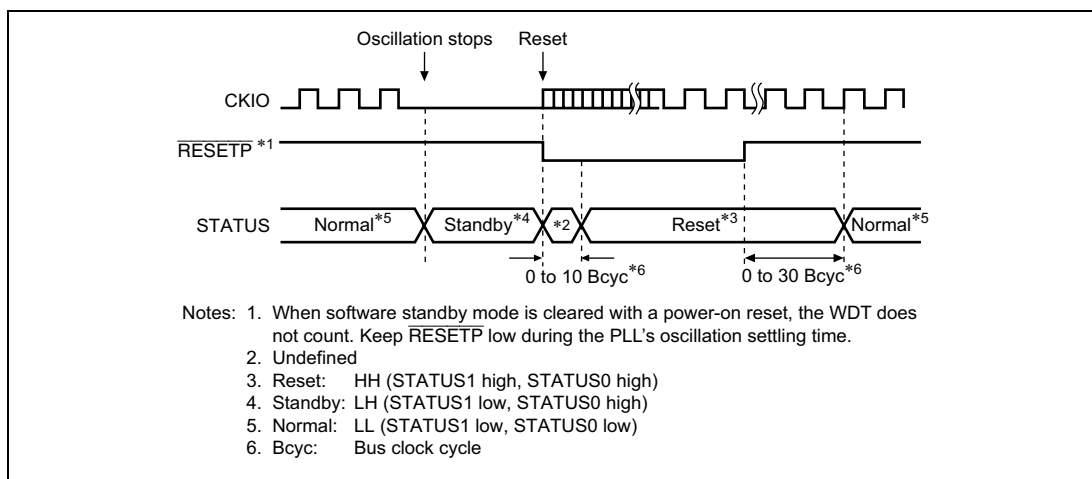 Oscillation stops Reset
CKIO
RESETP *1
STATUS Normal*5 Standby*4 *2 Reset*3 Normal*5
0 to 10 Bcyc*6 0 to 30 Bcyc*6
Notes: 1. When software standby mode is cleared with a power-on reset, the WDT does
not count. Keep RESETP low during the PLL's oscillation settling time.
2. Undefined
3. Reset: HH (STATUS1 high, STATUS0 high)
4. Standby: LH (STATUS1 low, STATUS0 high)
5. Normal: LL (STATUS1 low, STATUS0 low)
6. Bcyc: Bus clock cycle